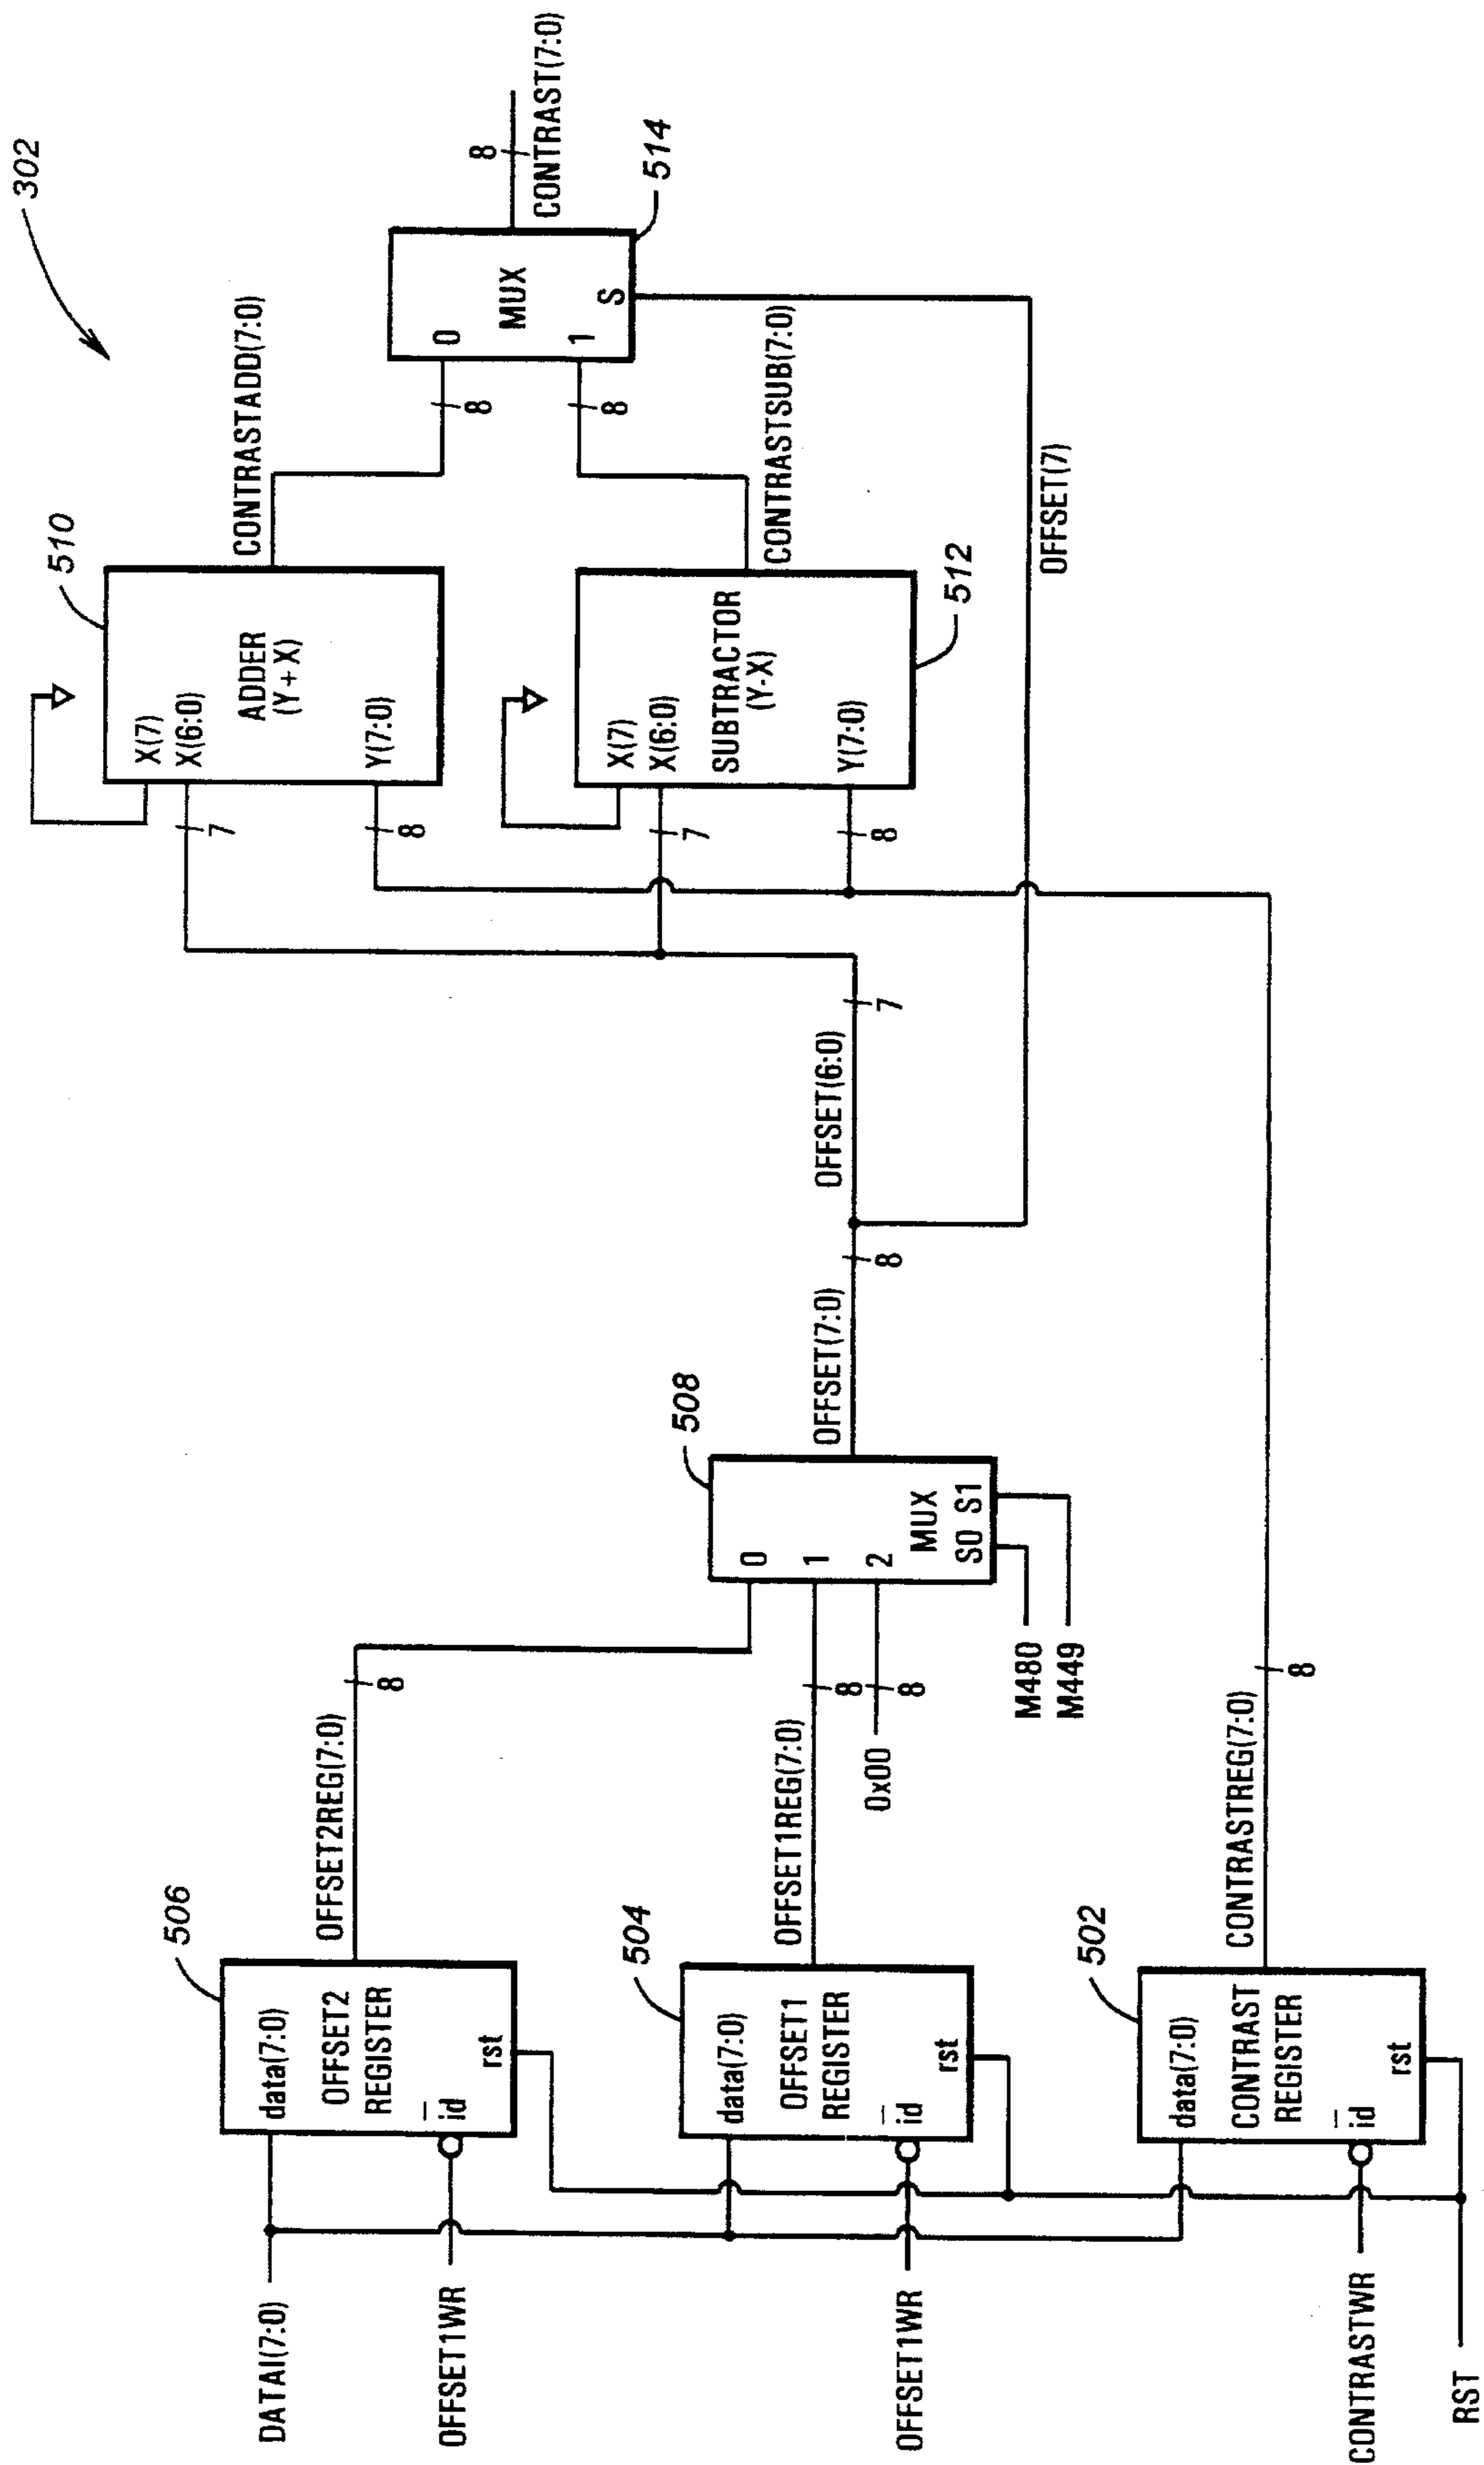 302
506
DATAI(7:0)
data(7:0)
OFFSET2
REGISTER
id
rst
OFFSET1WR
OFFSET2REG(7:0)
8
504
data(7:0)
OFFSET1
REGISTER
id
rst
OFFSET1WR
OFFSET1REG(7:0)
8
0x00
8
502
data(7:0)
CONTRAST
REGISTER
id
rst
CONTRASTWR
RST
CONTRASTREG(7:0)
8
508
0
1
2
MUX
S0 S1
M480
M449
OFFSET(7:0)
8
OFFSET(6:0)
7
OFFSET(7)
510
X(7)
X(6:0)
ADDER
(Y+X)
Y(7:0)
7
8
CONTRASTADD(7:0)
8
512
X(7)
X(6:0)
SUBTRACTOR
(Y-X)
Y(7:0)
7
8
CONTRASTSUB(7:0)
8
514
0
MUX
1
S
8
CONTRAST(7:0)